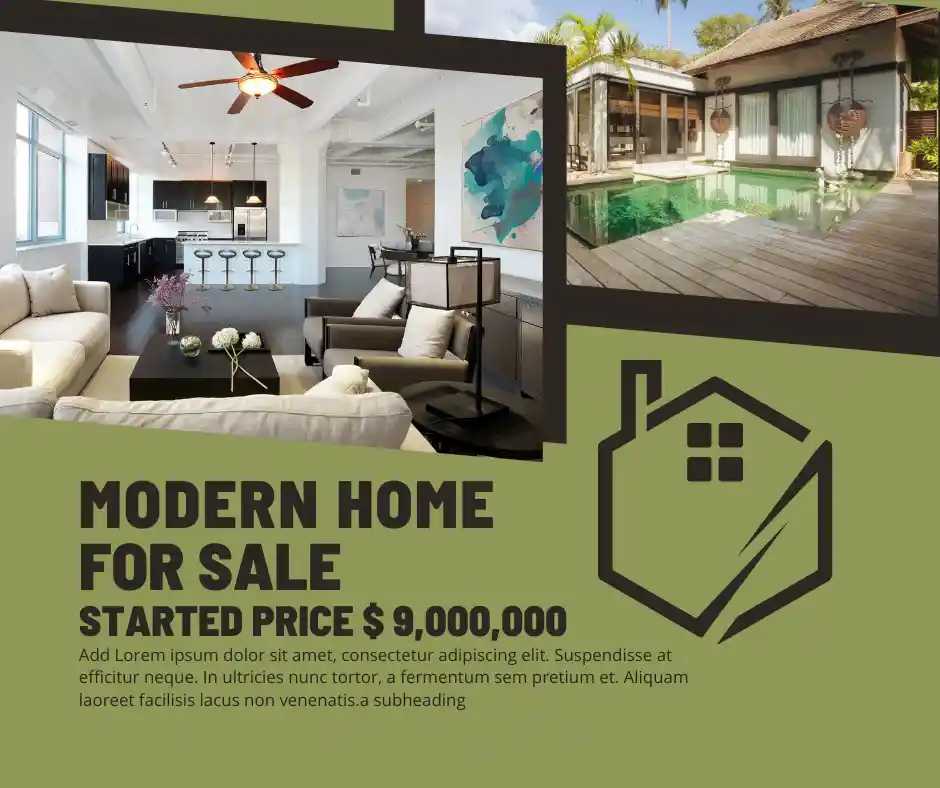 MODERN HOME
FOR SALE
STARTED PRICE $ 9,000,000
Add Lorem ipsum dolor sit amet, consectetur adipiscing elit. Suspendisse at
efficitur neque. In ultricies nunc tortor, a fermentum sem pretium et. Aliquam
laoreet facilisis lacus non venenatis.a subheading